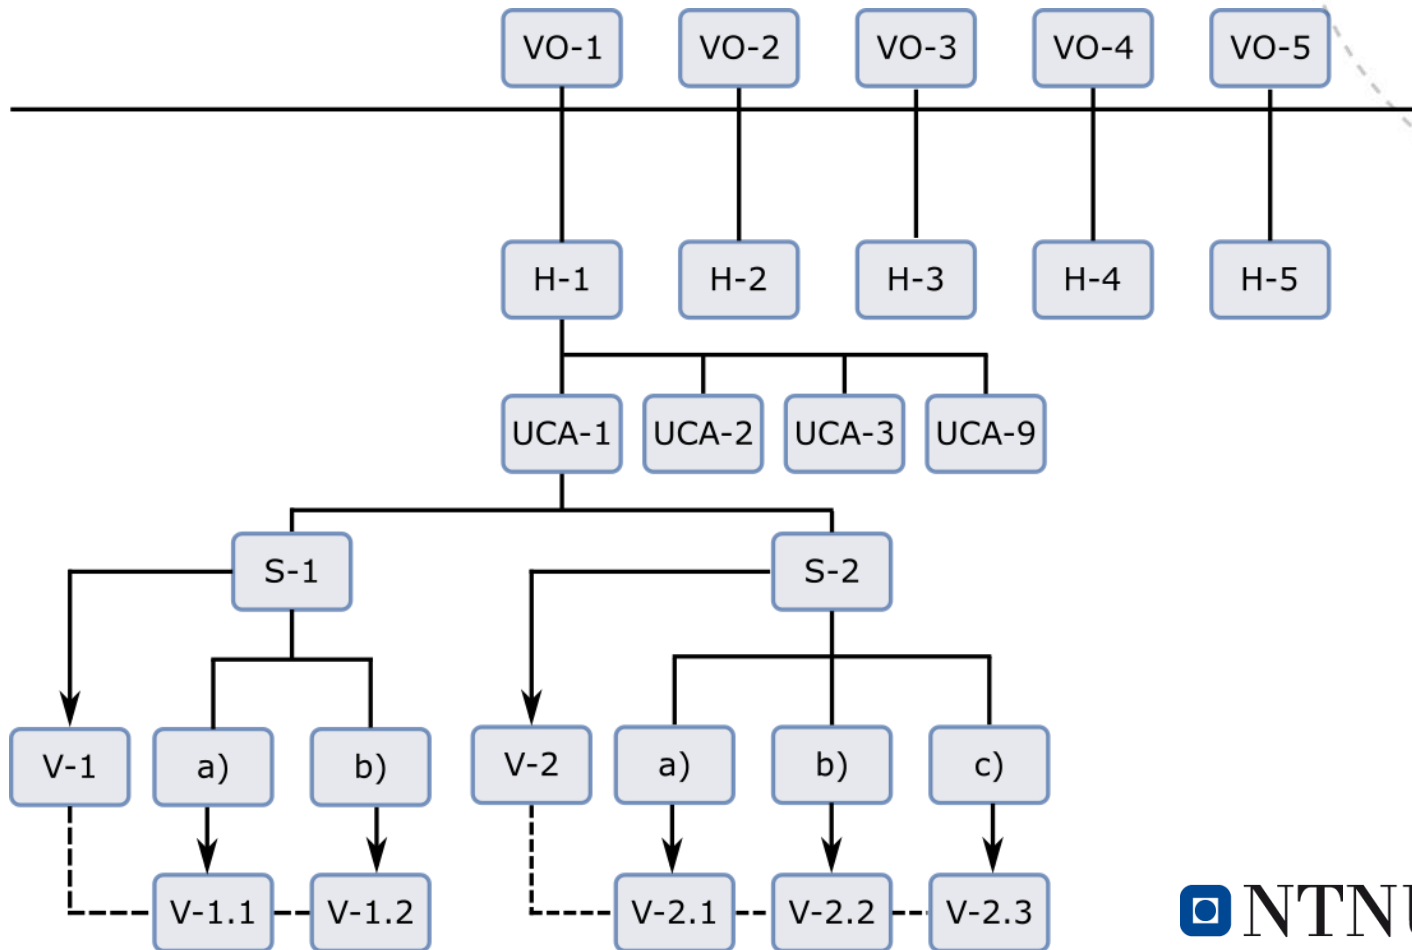 VO-1 VO-2 VO-3 VO-4 VO-5
H-1 H-2 H-3 H-4 H-5
UCA-1 UCA-2 UCA-3 UCA-9
S-1 S-2
V-1 a) b) V-2 a) b) c)
V-1.1 V-1.2 V-2.1 V-2.2 V-2.3
NTNU